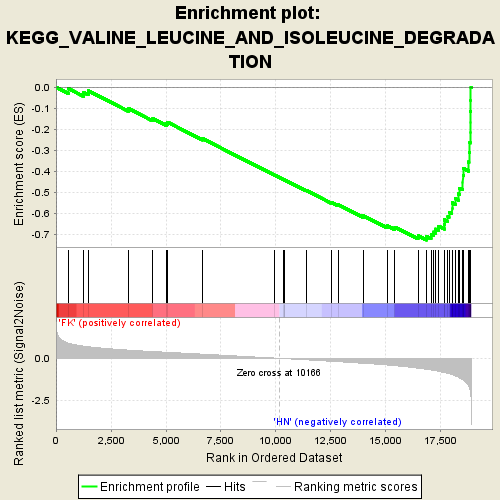 Enrichment plot:
KEGG_VALINE_LEUCINE_AND_ISOLEUCINE_DEGRADA
TION
Enrichment score (ES)
0.0
-0.1
-0.2
-0.3
-0.4
-0.5
-0.6
-0.7
'FK' (positively correlated)
Ranked list metric (Signal2Noise)
0.0
-2.5
Zero cross at 10166
'HN' (negatively correlated)
0
2,500
5,000
7,500
10,000
12,500
15,000
17,500
Rank in Ordered Dataset
Enrichment profile
Hits
Ranking metric scores